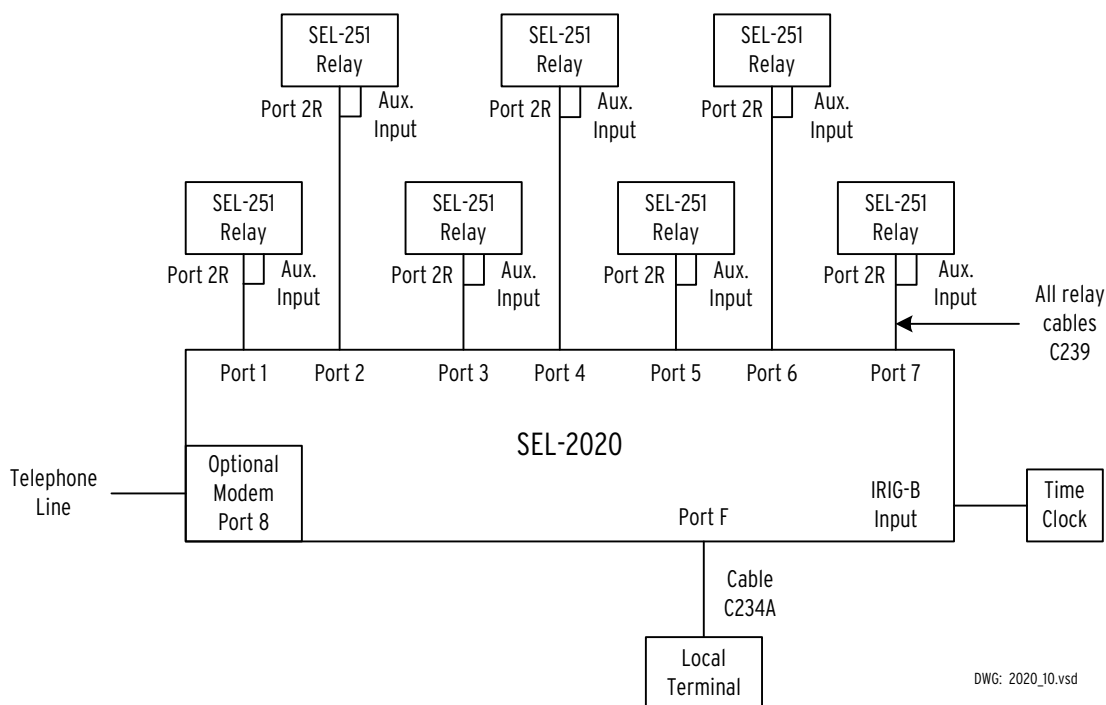 SEL-251
Relay
SEL-251
Relay
SEL-251
Relay
Port 2R
Aux.
Input
Port 2R
Aux.
Input
Port 2R
Aux.
Input
SEL-251
Relay
SEL-251
Relay
SEL-251
Relay
SEL-251
Relay
Port 2R
Aux.
Input
Port 2R
Aux.
Input
Port 2R
Aux.
Input
Port 2R
Aux.
Input
All relay
cables
C239
Port 1
Port 2
Port 3
Port 4
Port 5
Port 6
Port 7
SEL-2020
Telephone
Line
Optional
Modem
Port 8
Port F
IRIG-B
Input
Time
Clock
Cable
C234A
Local
Terminal
DWG: 2020_10.vsd